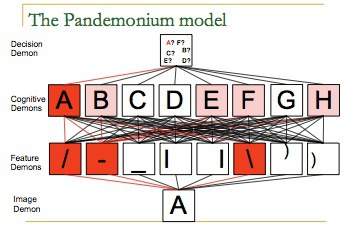 The Pandemonium model
Decision
Demon
A? F?
C? B?
E? D?
Cognitive
Demons
A B C D E F G H
Feature
Demons
/ - _ | | \ ) )
Image
Demon
A